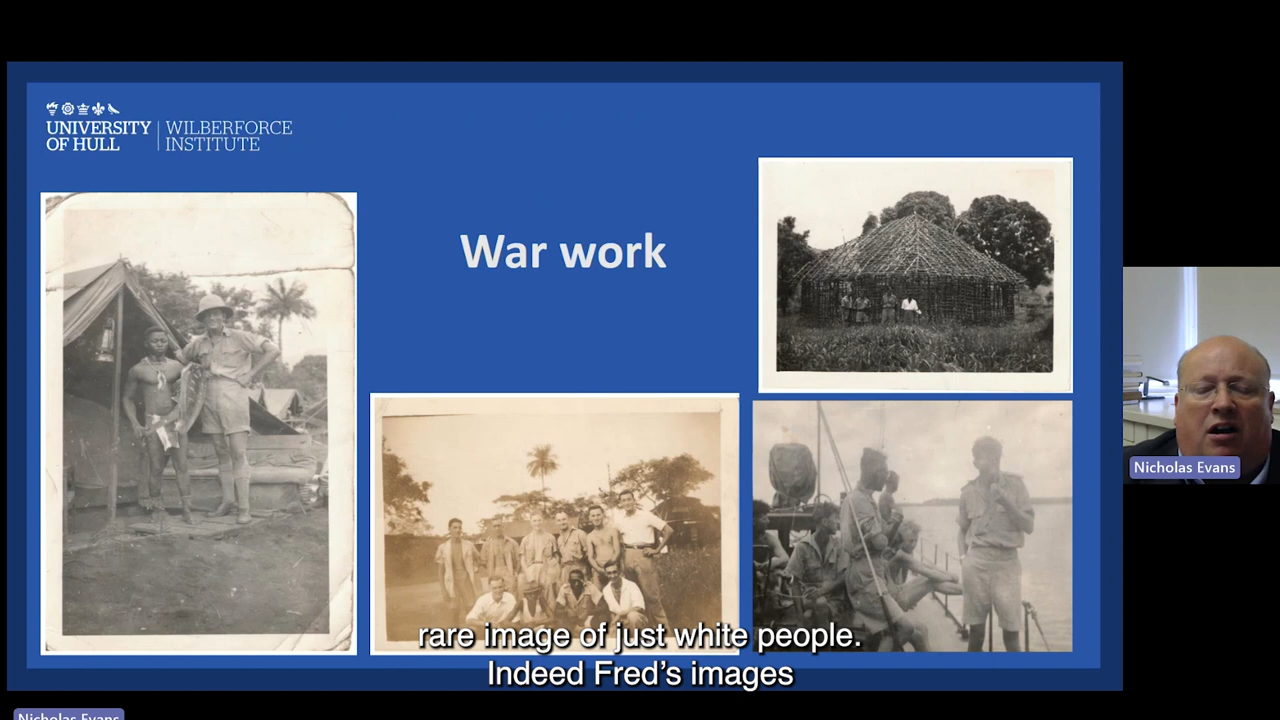 UNIVERSITY
OF HULL
WILBERFORCE
INSTITUTE
War work
Nicholas Evans
rare image of just white people.
Indeed Fred's images
Nicholas Evans